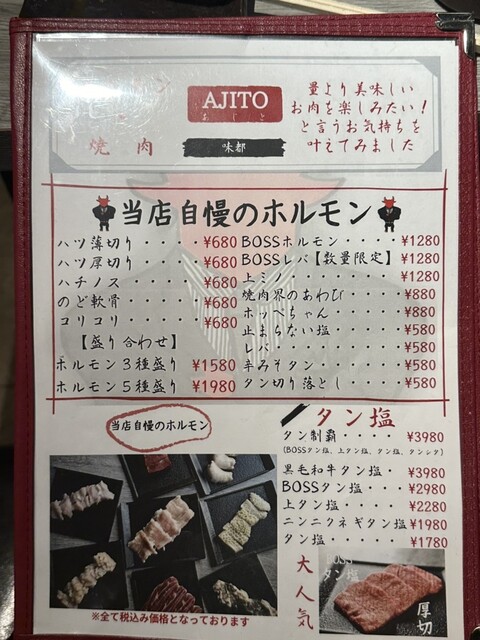 AJITO
あじと
焼肉
味都
量より美味しい
お肉を楽しみたい!
と言うお気持ちを
叶えてみました
当店自慢のホルモン
ハツ薄切り・・・・¥680
ハツ厚切り・・・・¥680
ハチノス・・・・・¥680
のど軟骨・・・・・¥680
コリコリ・・・・・¥680
【盛り合わせ】
ホルモン3種盛り ¥1580
ホルモン5種盛り ¥1980
BOSSホルモン・・・・¥1280
BOSSレバ【数量限定】¥1280
上ミノ・・・・・・・¥1280
焼肉界のあわび・・・¥880
ホッペちゃん・・・・¥880
止まらない塩・・・・¥580
レバー・・・・・・・¥580
辛みそタン・・・・・¥580
タン切り落とし・・・¥580
当店自慢のホルモン
※全て税込み価格となっております
タン塩
タン制覇・・・・¥3980
(BOSSタン塩、上タン塩、タン塩、タンシタ)
黒毛和牛タン塩・¥3980
BOSSタン塩・・・¥2980
上タン塩・・・・¥2280
ニンニクネギタン塩¥1980
タン塩・・・・・¥1780
大人気
BOSS
タン塩
厚切